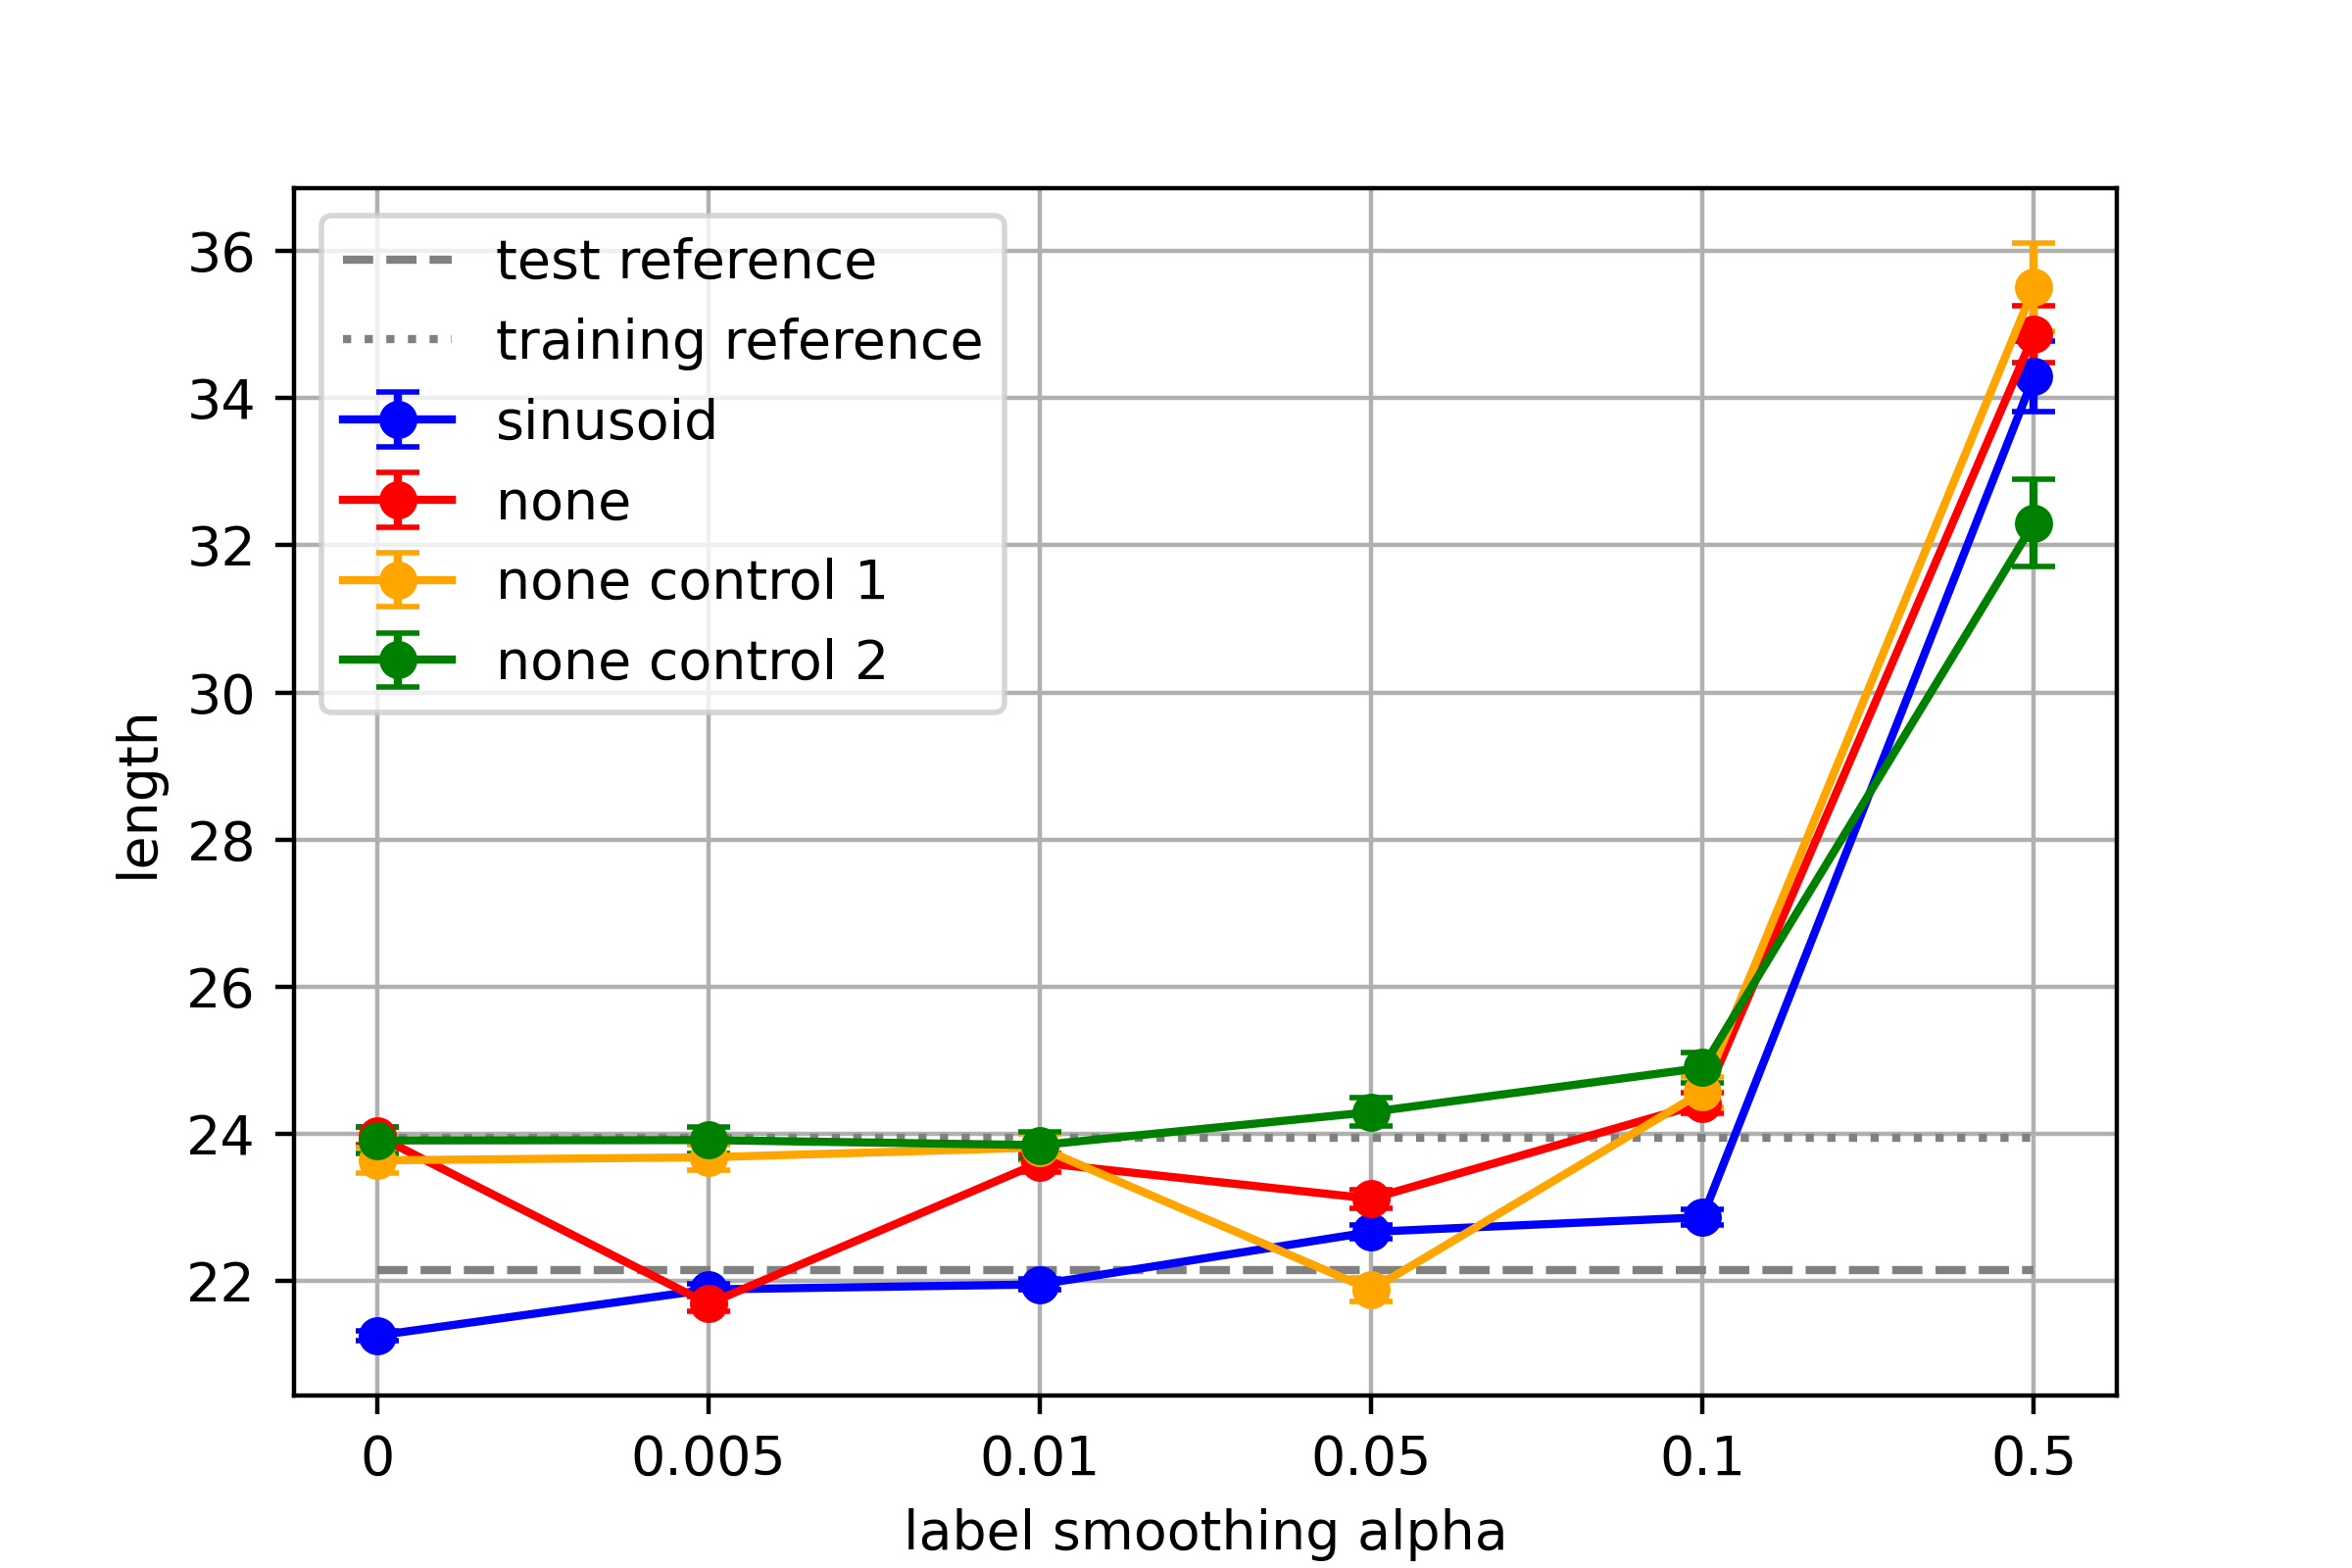 test reference
training reference
sinusoid
none
none control 1
none control 2
36
34
32
30
28
26
24
22
length
0 0.005 0.01 0.05 0.1 0.5
label smoothing alpha